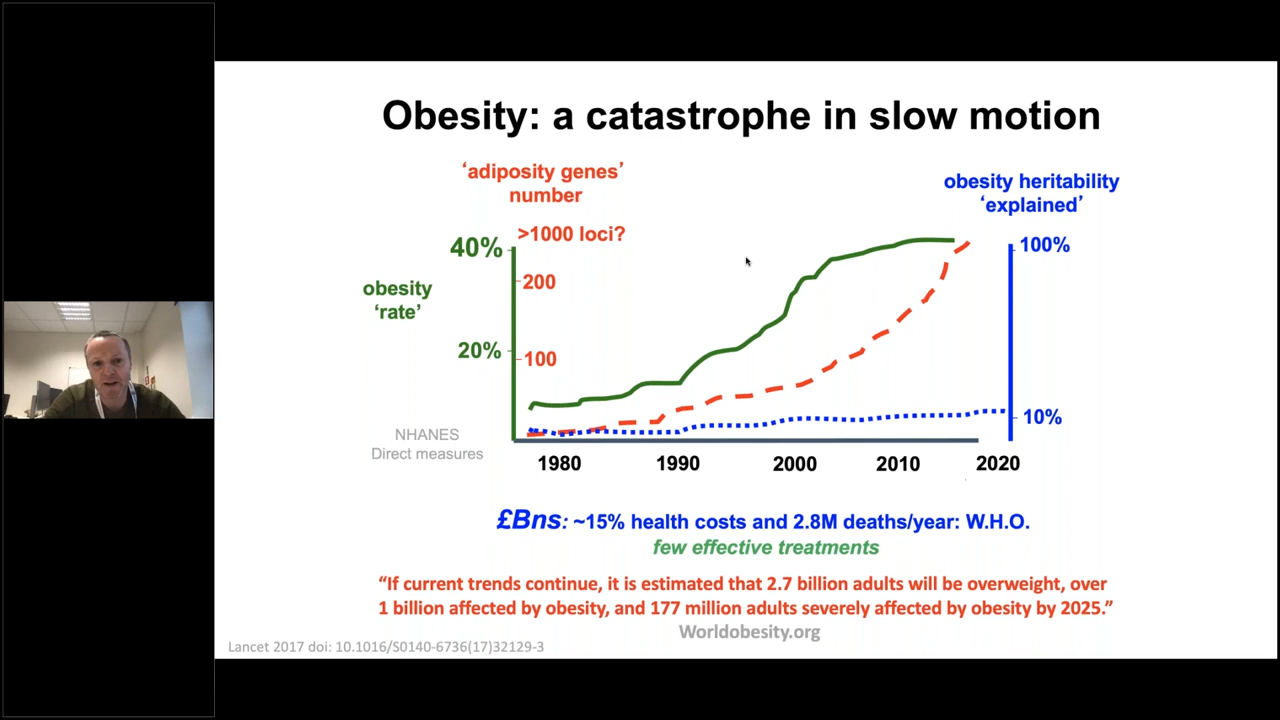 Obesity: a catastrophe in slow motion
‘adiposity genes’
number
obesity heritability
‘explained’
>1000 loci?
40%
100%
200
obesity
‘rate’
20%
100
10%
NHANES
Direct measures
1980
1990
2000
2010
2020
£Bns: ~15% health costs and 2.8M deaths/year: W.H.O.
few effective treatments
“If current trends continue, it is estimated that 2.7 billion adults will be overweight, over
1 billion affected by obesity, and 177 million adults severely affected by obesity by 2025.”
Worldobesity.org
Lancet 2017 doi: 10.1016/S0140-6736(17)32129-3